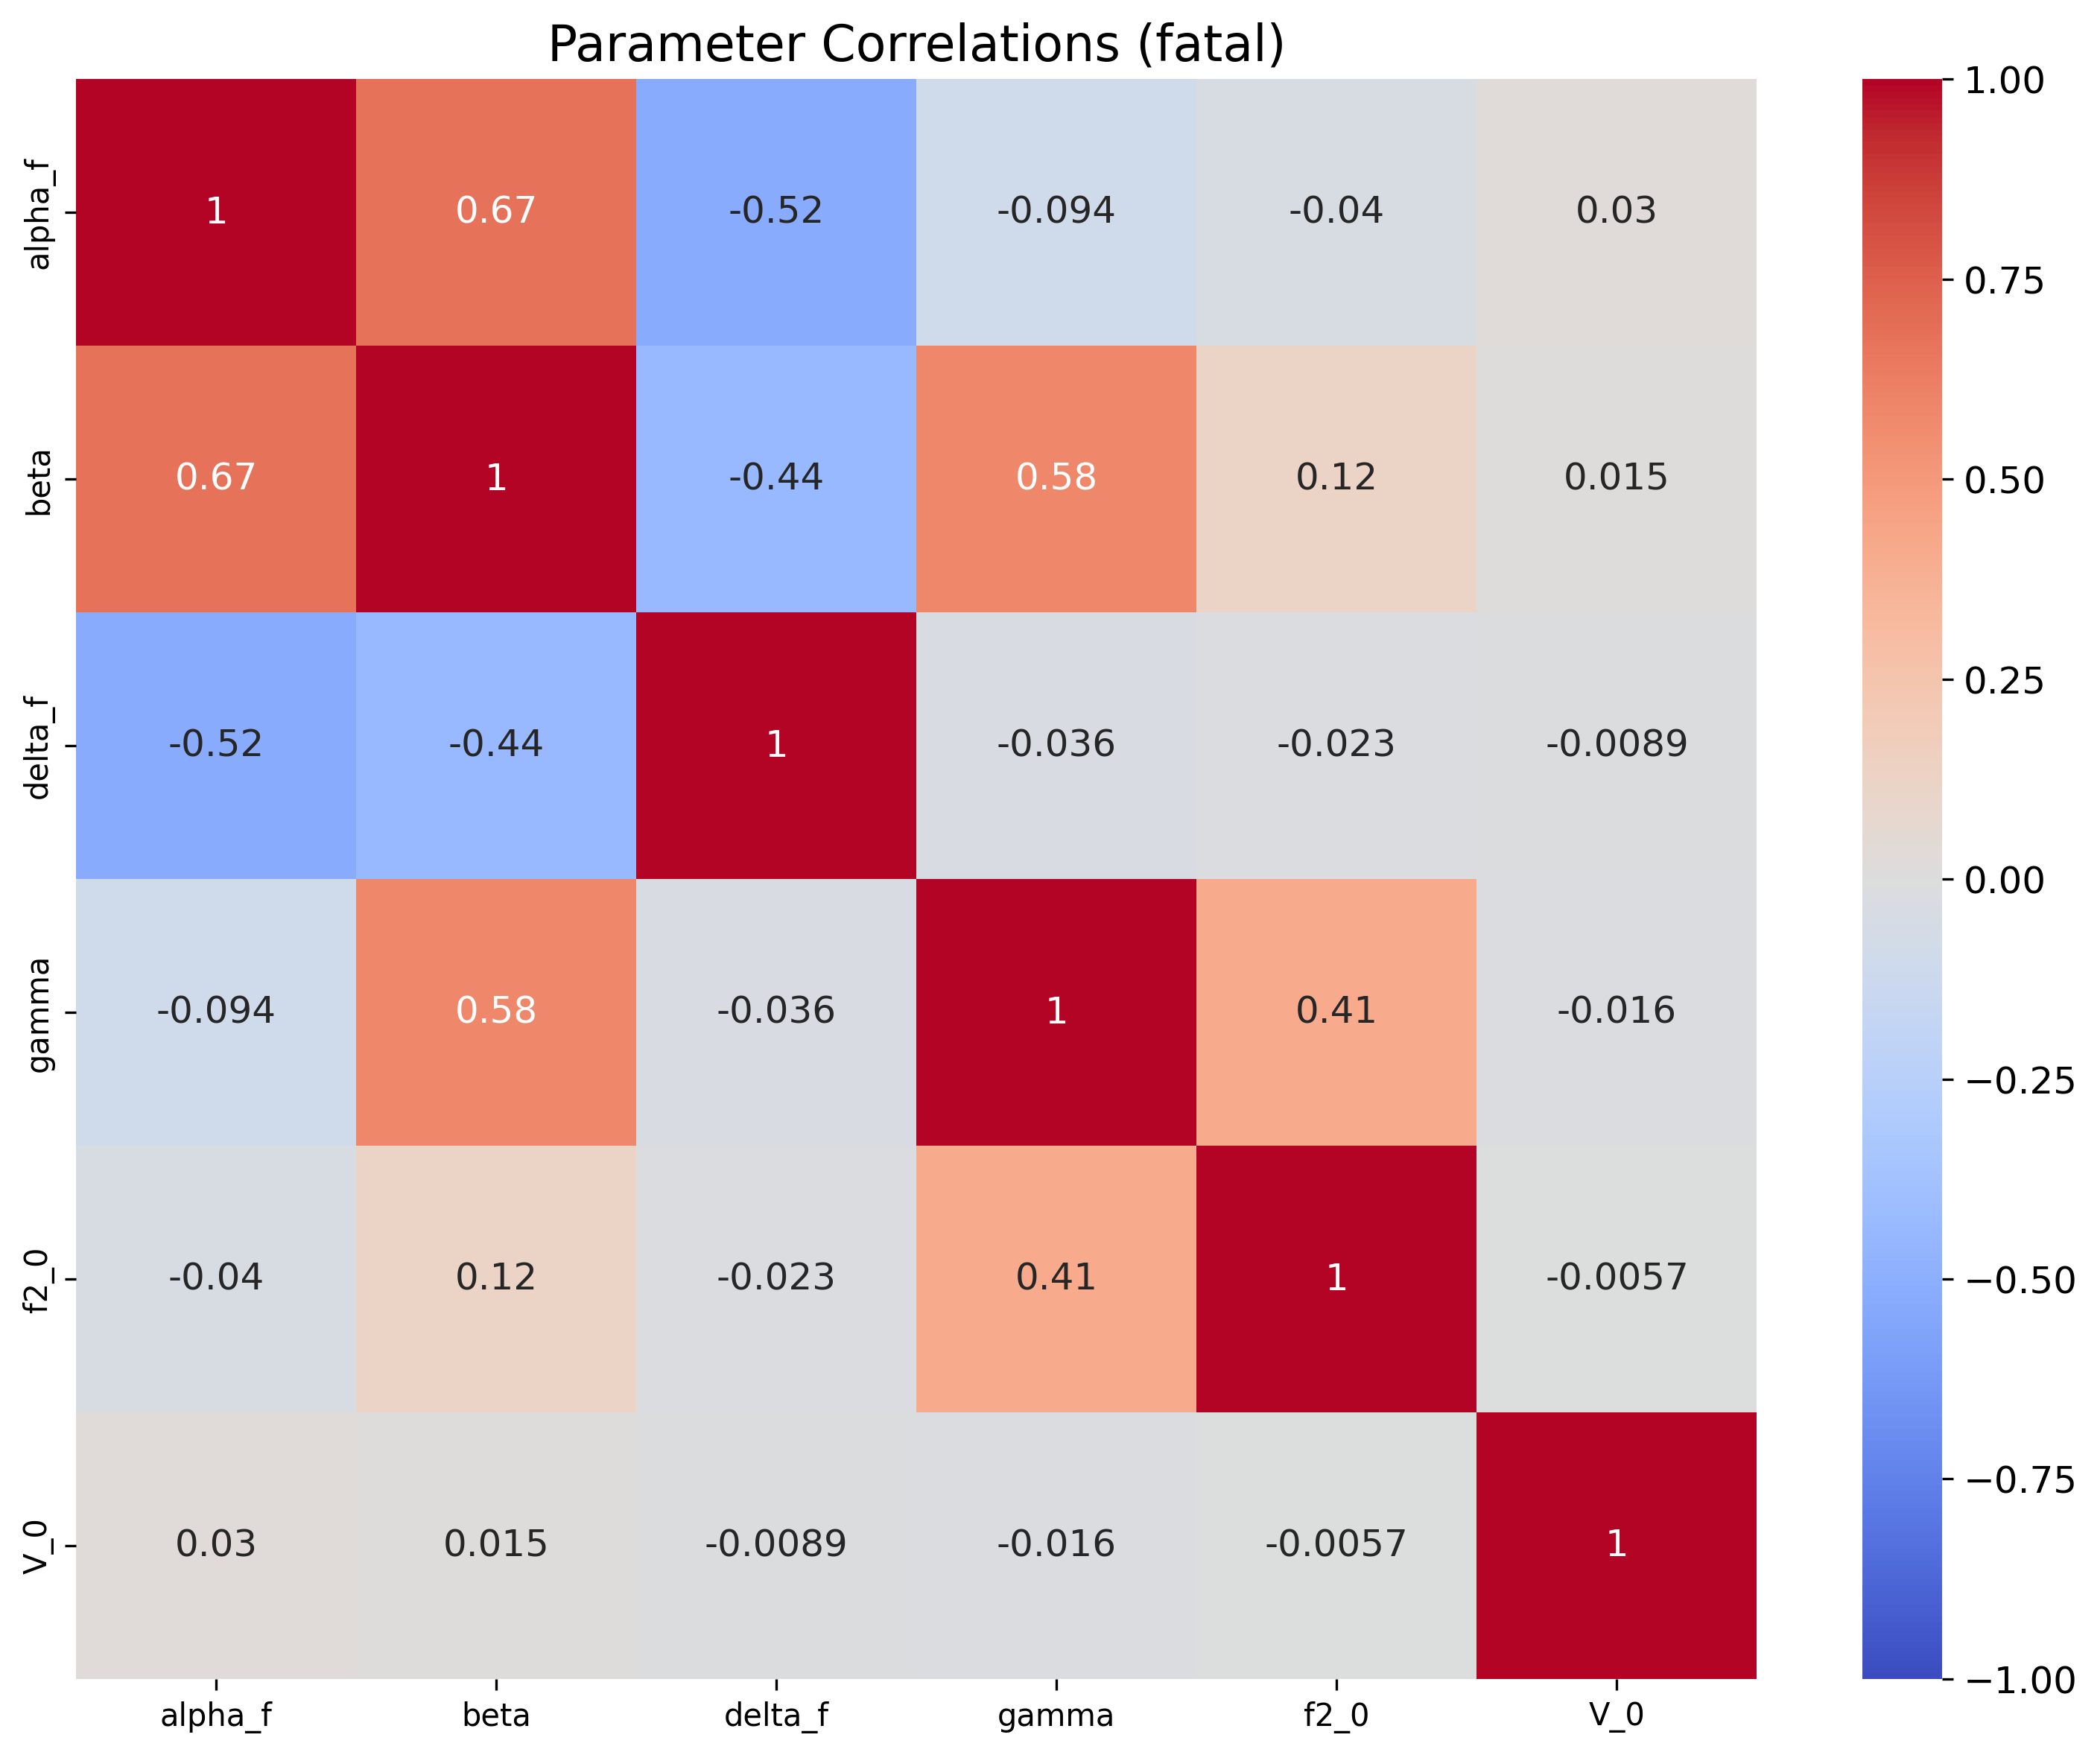 Parameter Correlations (fatal)
alpha_f 1 0.67 -0.52 -0.094 -0.04 0.03
beta 0.67 1 -0.44 0.58 0.12 0.015
delta_f -0.52 -0.44 1 -0.036 -0.023 -0.0089
gamma -0.094 0.58 -0.036 1 0.41 -0.016
f2_0 -0.04 0.12 -0.023 0.41 1 -0.0057
V_0 0.03 0.015 -0.0089 -0.016 -0.0057 1
alpha_f beta delta_f gamma f2_0 V_0
1.00
0.75
0.50
0.25
0.00
−0.25
−0.50
−0.75
−1.00